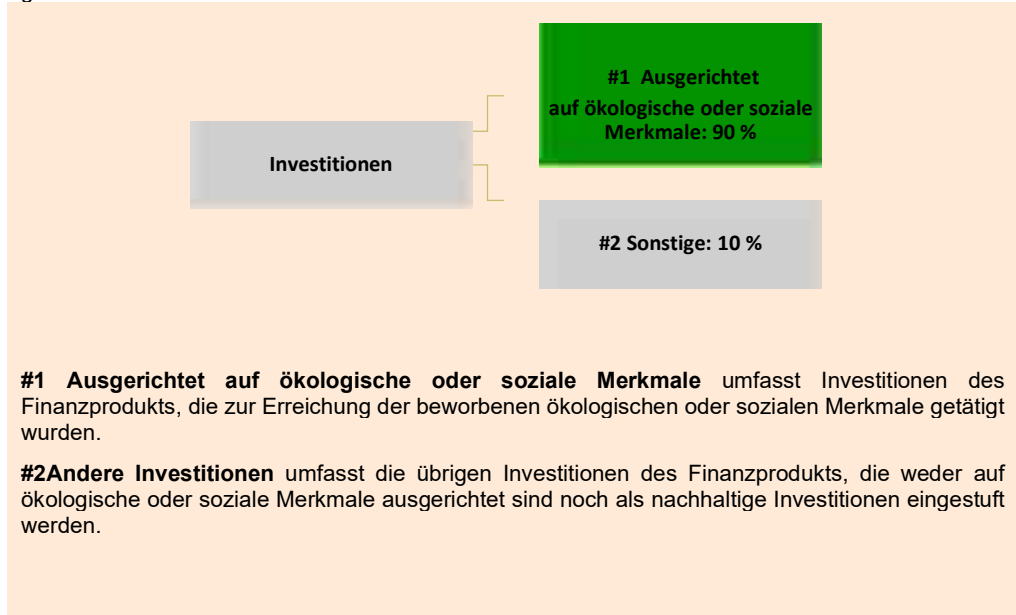 #1 Ausgerichtet
auf ökologische oder soziale
Merkmale: 90 %
Investitionen
#2 Sonstige: 10 %
#1 Ausgerichtet auf ökologische oder soziale Merkmale umfasst Investitionen des
Finanzprodukts, die zur Erreichung der beworbenen ökologischen oder sozialen Merkmale getätigt
wurden.
#2Andere Investitionen umfasst die übrigen Investitionen des Finanzprodukts, die weder auf
ökologische oder soziale Merkmale ausgerichtet sind noch als nachhaltige Investitionen eingestuft
werden.